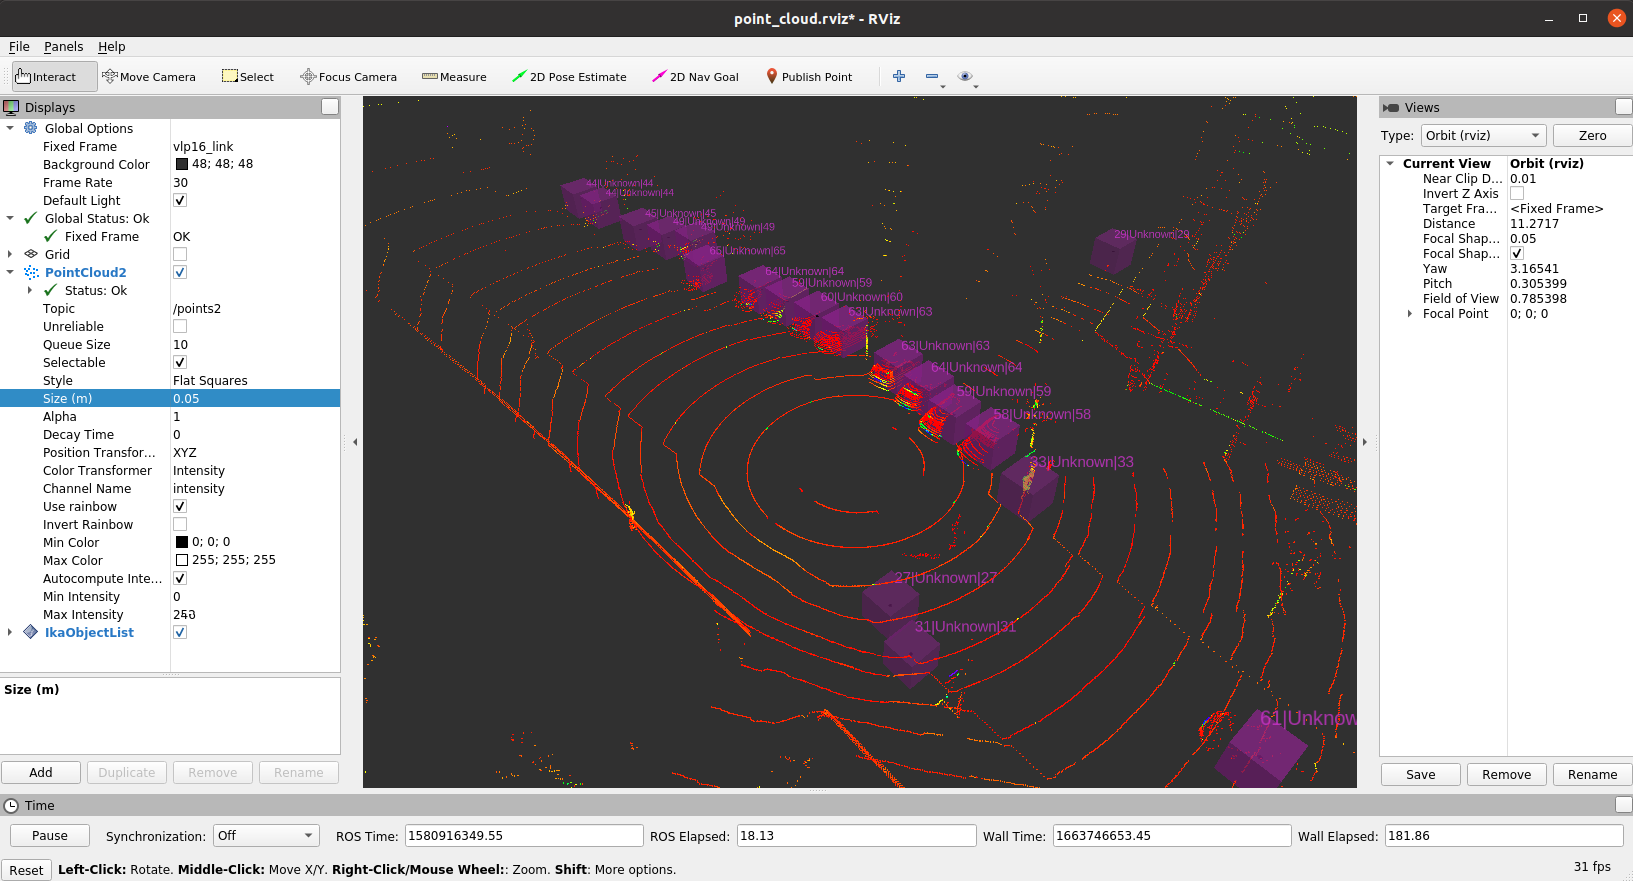 point_cloud.rviz* - RViz
File Panels Help
Interact Move Camera Select Focus Camera Measure 2D Pose Estimate 2D Nav Goal Publish Point
Displays
Global Options
Fixed Frame vlp16_link
Background Color 48; 48; 48
Frame Rate 30
Default Light
Global Status: Ok
Fixed Frame OK
Grid
PointCloud2
Status: Ok
Topic /points2
Unreliable
Queue Size 10
Selectable
Style Flat Squares
Size (m) 0.05
Alpha 1
Decay Time 0
Position Transfor... XYZ
Color Transformer Intensity
Channel Name intensity
Use rainbow
Invert Rainbow
Min Color 0; 0; 0
Max Color 255; 255; 255
Autocompute Inte...
Min Intensity 0
Max Intensity
IkaObjectList
Size (m)
Add Duplicate Remove Rename
44|Unknown|44
44|Unknown|44
45|Unknown|45
49|Unknown|49
|Unknown|49
65|Unknown|65
64|Unknown|64
59|Unknown|59
60|Unknown|60
63|Unknown|63
29|Unknown|29
63|Unknown|63
64|Unknown|64
59|Unknown|59
58|Unknown|58
33|Unknown|33
27|Unknown|27
31|Unknown|31
61|Unknow
Views
Type: Orbit (rviz) Zero
Current View Orbit (rviz)
Near Clip D... 0.01
Invert Z Axis
Target Fra... <Fixed Frame>
Distance 11.2717
Focal Shap... 0.05
Focal Shap...
Yaw 3.16541
Pitch 0.305399
Field of View 0.785398
Focal Point 0; 0; 0
Save Remove Rename
Time
Pause Synchronization: Off ROS Time: 1580916349.55 ROS Elapsed: 18.13 Wall Time: 1663746653.45 Wall Elapsed: 181.86
Reset Left-Click: Rotate. Middle-Click: Move X/Y. Right-Click/Mouse Wheel:: Zoom. Shift: More options. 31 fps